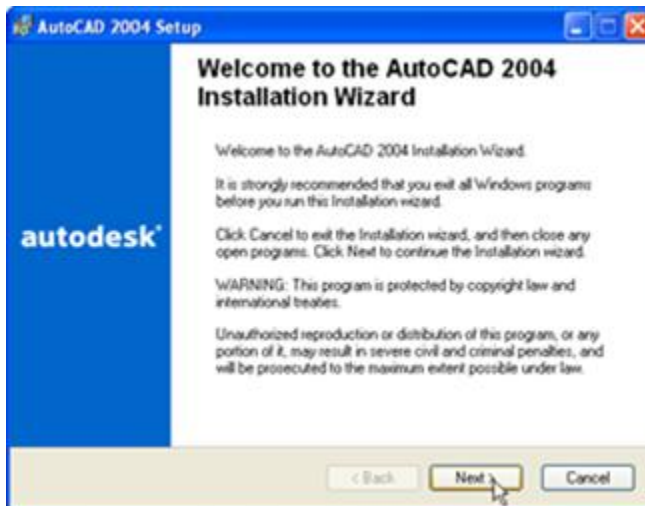 AutoCAD 2004 Setup
Welcome to the AutoCAD 2004
Installation Wizard
Welcome to the AutoCAD 2004 Installation Wizard.
It is strongly recommended that you exit all Windows programs
before you run this Installation wizard.
Click Cancel to exit the Installation wizard, and then close any
open programs. Click Next to continue the Installation wizard.
autodesk
WARNING: This program is protected by copyright law and
international treaties.
Unauthorized reproduction or distribution of this program, or any
portion of it, may result in severe civil and criminal penalties, and
will be prosecuted to the maximum extent possible under law.
< Back Next > Cancel